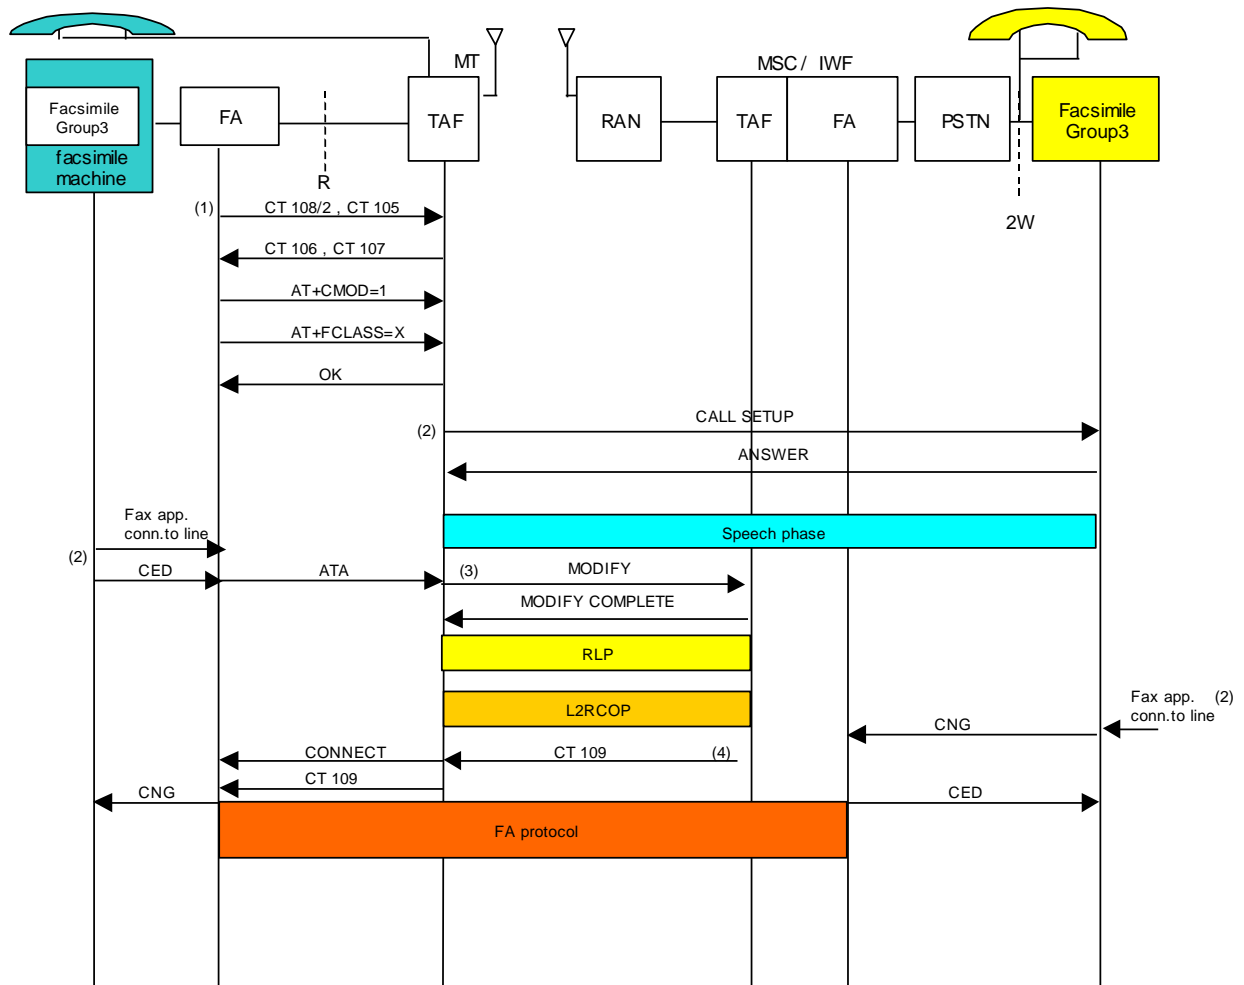 MT
MSC / IWF
Facsimile
Group3
facsimile
machine
FA
TAF
RAN
TAF
FA
PSTN
Facsimile
Group3
R
2W
(1)
CT 108/2 , CT 105
CT 106 , CT 107
AT+CMOD=1
AT+FCLASS=X
OK
(2)
CALL SETUP
ANSWER
Fax app.
conn.to line
Speech phase
(2)
CED
ATA
(3)
MODIFY
MODIFY COMPLETE
RLP
L2RCOP
Fax app. (2)
conn.to line
CNG
CONNECT
CT 109
(4)
CT 109
CNG
CED
FA protocol